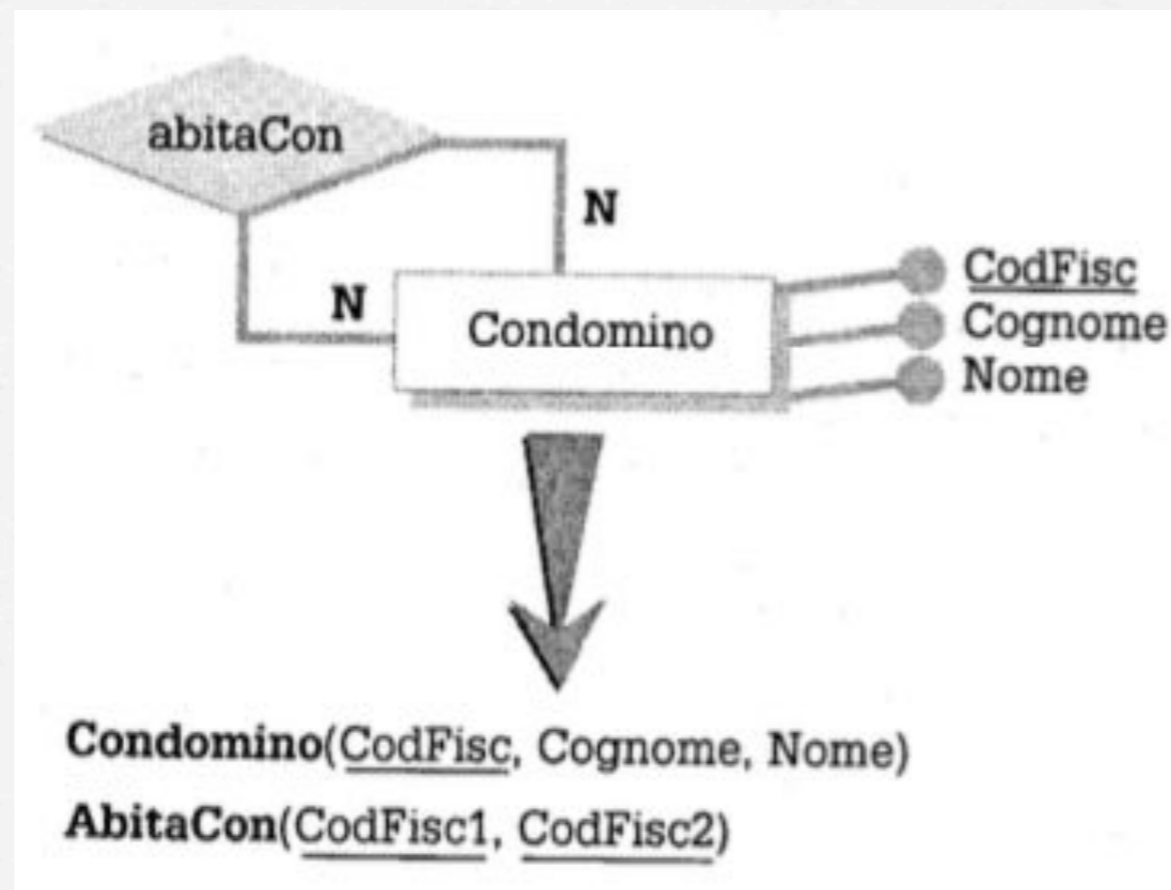 abitaCon
N
N
Condomino
CodFisc
Cognome
Nome
Condomino(CodFisc, Cognome, Nome)
AbitaCon(CodFisc1, CodFisc2)